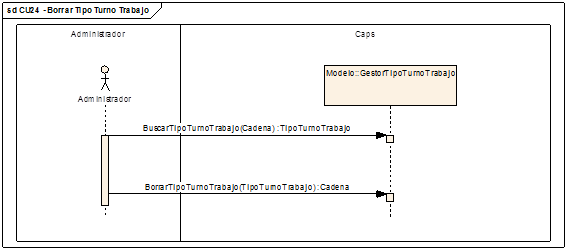 sd CU24 - Borrar Tipo Turno Trabajo
Administrador
Caps
Modelo::GestorTipoTurnoTrabajo
Administrador
BuscarTipoTurnoTrabajo(Cadena) :TipoTurnoTrabajo
BorrarTipoTurnoTrabajo(TipoTurnoTrabajo) :Cadena